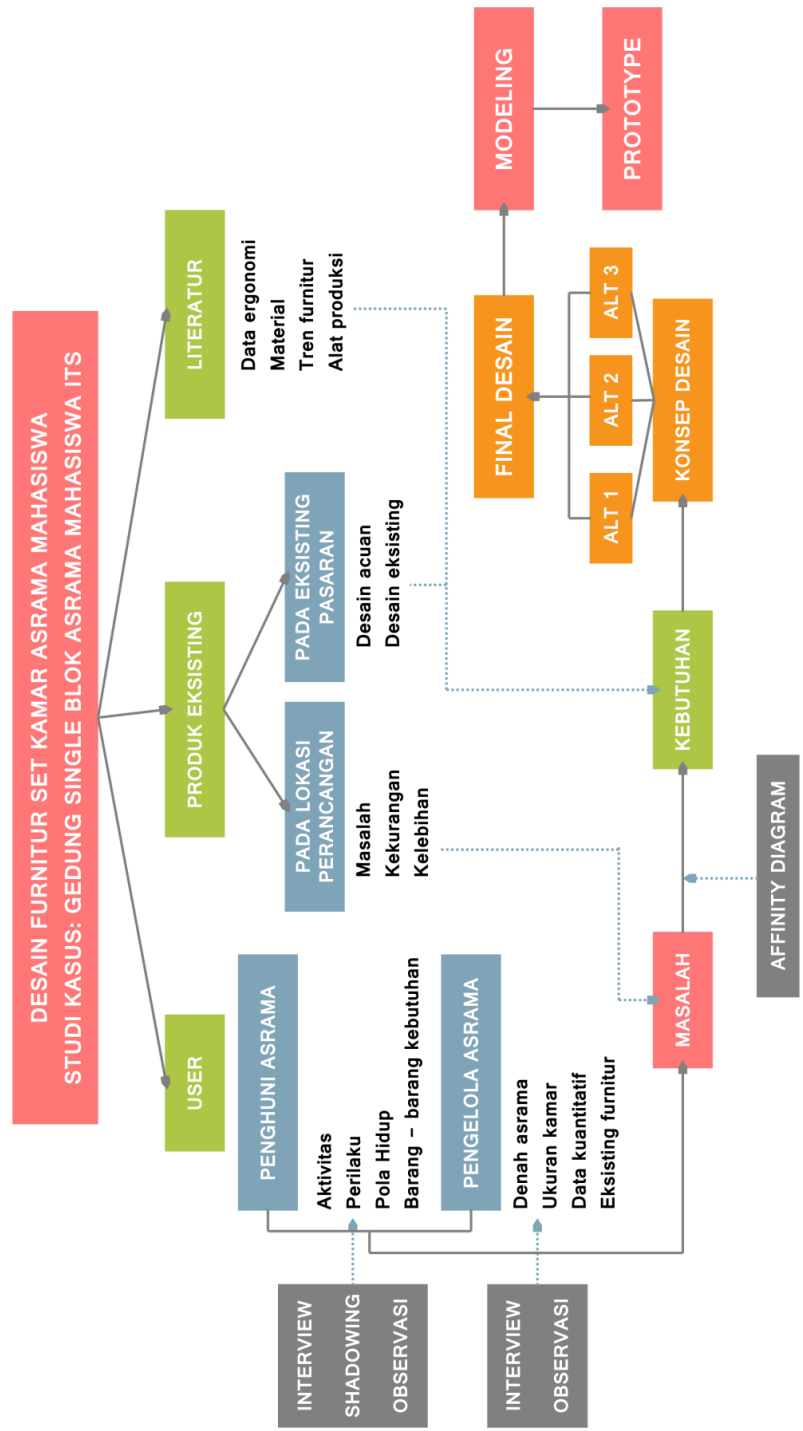 DESAIN FURNITUR SET KAMAR ASRAMA MAHASISWA
STUDI KASUS: GEDUNG SINGLE BLOK ASRAMA MAHASISWA ITS
USER
PRODUK EKSISTING
LITERATUR
INTERVIEW
SHADOWING
OBSERVASI
PENGHUNI ASRAMA
Aktivitas
Perilaku
Pola Hidup
Barang – barang kebutuhan
INTERVIEW
OBSERVASI
PENGELOLA ASRAMA
Denah asrama
Ukuran kamar
Data kuantitatif
Eksisting furnitur
PADA LOKASI
PERANCANGAN
Masalah
Kekurangan
Kelebihan
PADA EKSISTING
PASARAN
Desain acuan
Desain eksisting
Data ergonomi
Material
Tren furnitur
Alat produksi
MASALAH
AFFINITY DIAGRAM
KEBUTUHAN
KONSEP DESAIN
ALT 1
ALT 2
ALT 3
FINAL DESAIN
MODELING
PROTOTYPE